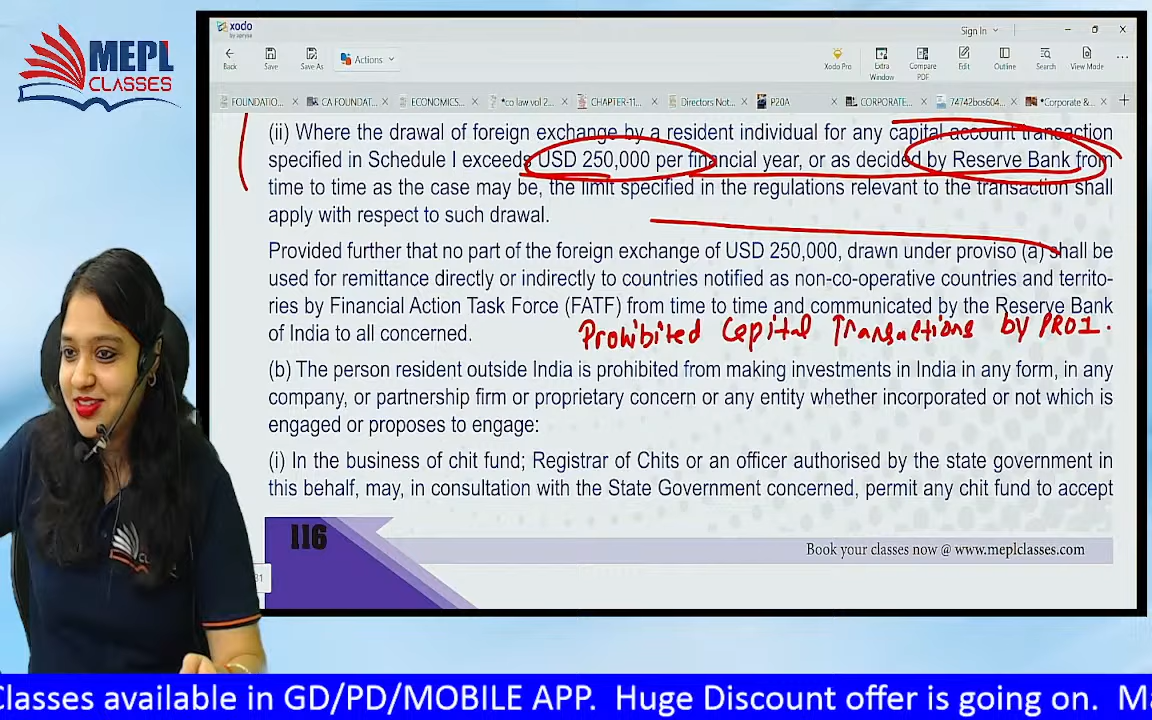 MEPL
CLASSES
xodo
by apryse
Sign In
Back
Save
Save As
Actions
Xodo Pro
Extra
Window
Compare
PDF
Edit
Outline
Search
View Mode
FOUNDATIO...
CA FOUNDAT...
ECONOMICS...
*co law vol 2...
CHAPTER-11...
Directors Not...
P20A
CORPORATE...
74742bos604...
*Corporate &...
(ii) Where the drawal of foreign exchange by a resident individual for any capital account transaction
specified in Schedule I exceeds USD 250,000 per financial year, or as decided by Reserve Bank from
time to time as the case may be, the limit specified in the regulations relevant to the transaction shall
apply with respect to such drawal.
Provided further that no part of the foreign exchange of USD 250,000, drawn under proviso (a) shall be
used for remittance directly or indirectly to countries notified as non-co-operative countries and territo-
ries by Financial Action Task Force (FATF) from time to time and communicated by the Reserve Bank
of India to all concerned.
Prohibited Capital Transactions by PROI.
(b) The person resident outside India is prohibited from making investments in India in any form, in any
company, or partnership firm or proprietary concern or any entity whether incorporated or not which is
engaged or proposes to engage:
(i) In the business of chit fund; Registrar of Chits or an officer authorised by the state government in
this behalf, may, in consultation with the State Government concerned, permit any chit fund to accept
116
Book your classes now @ www.meplclasses.com
31
Classes available in GD/PD/MOBILE APP. Huge Discount offer is going on. Ma